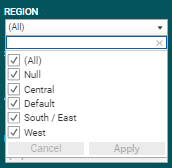 REGION
(All)
(All)
Null
Central
Default
South / East
West
Cancel
Apply